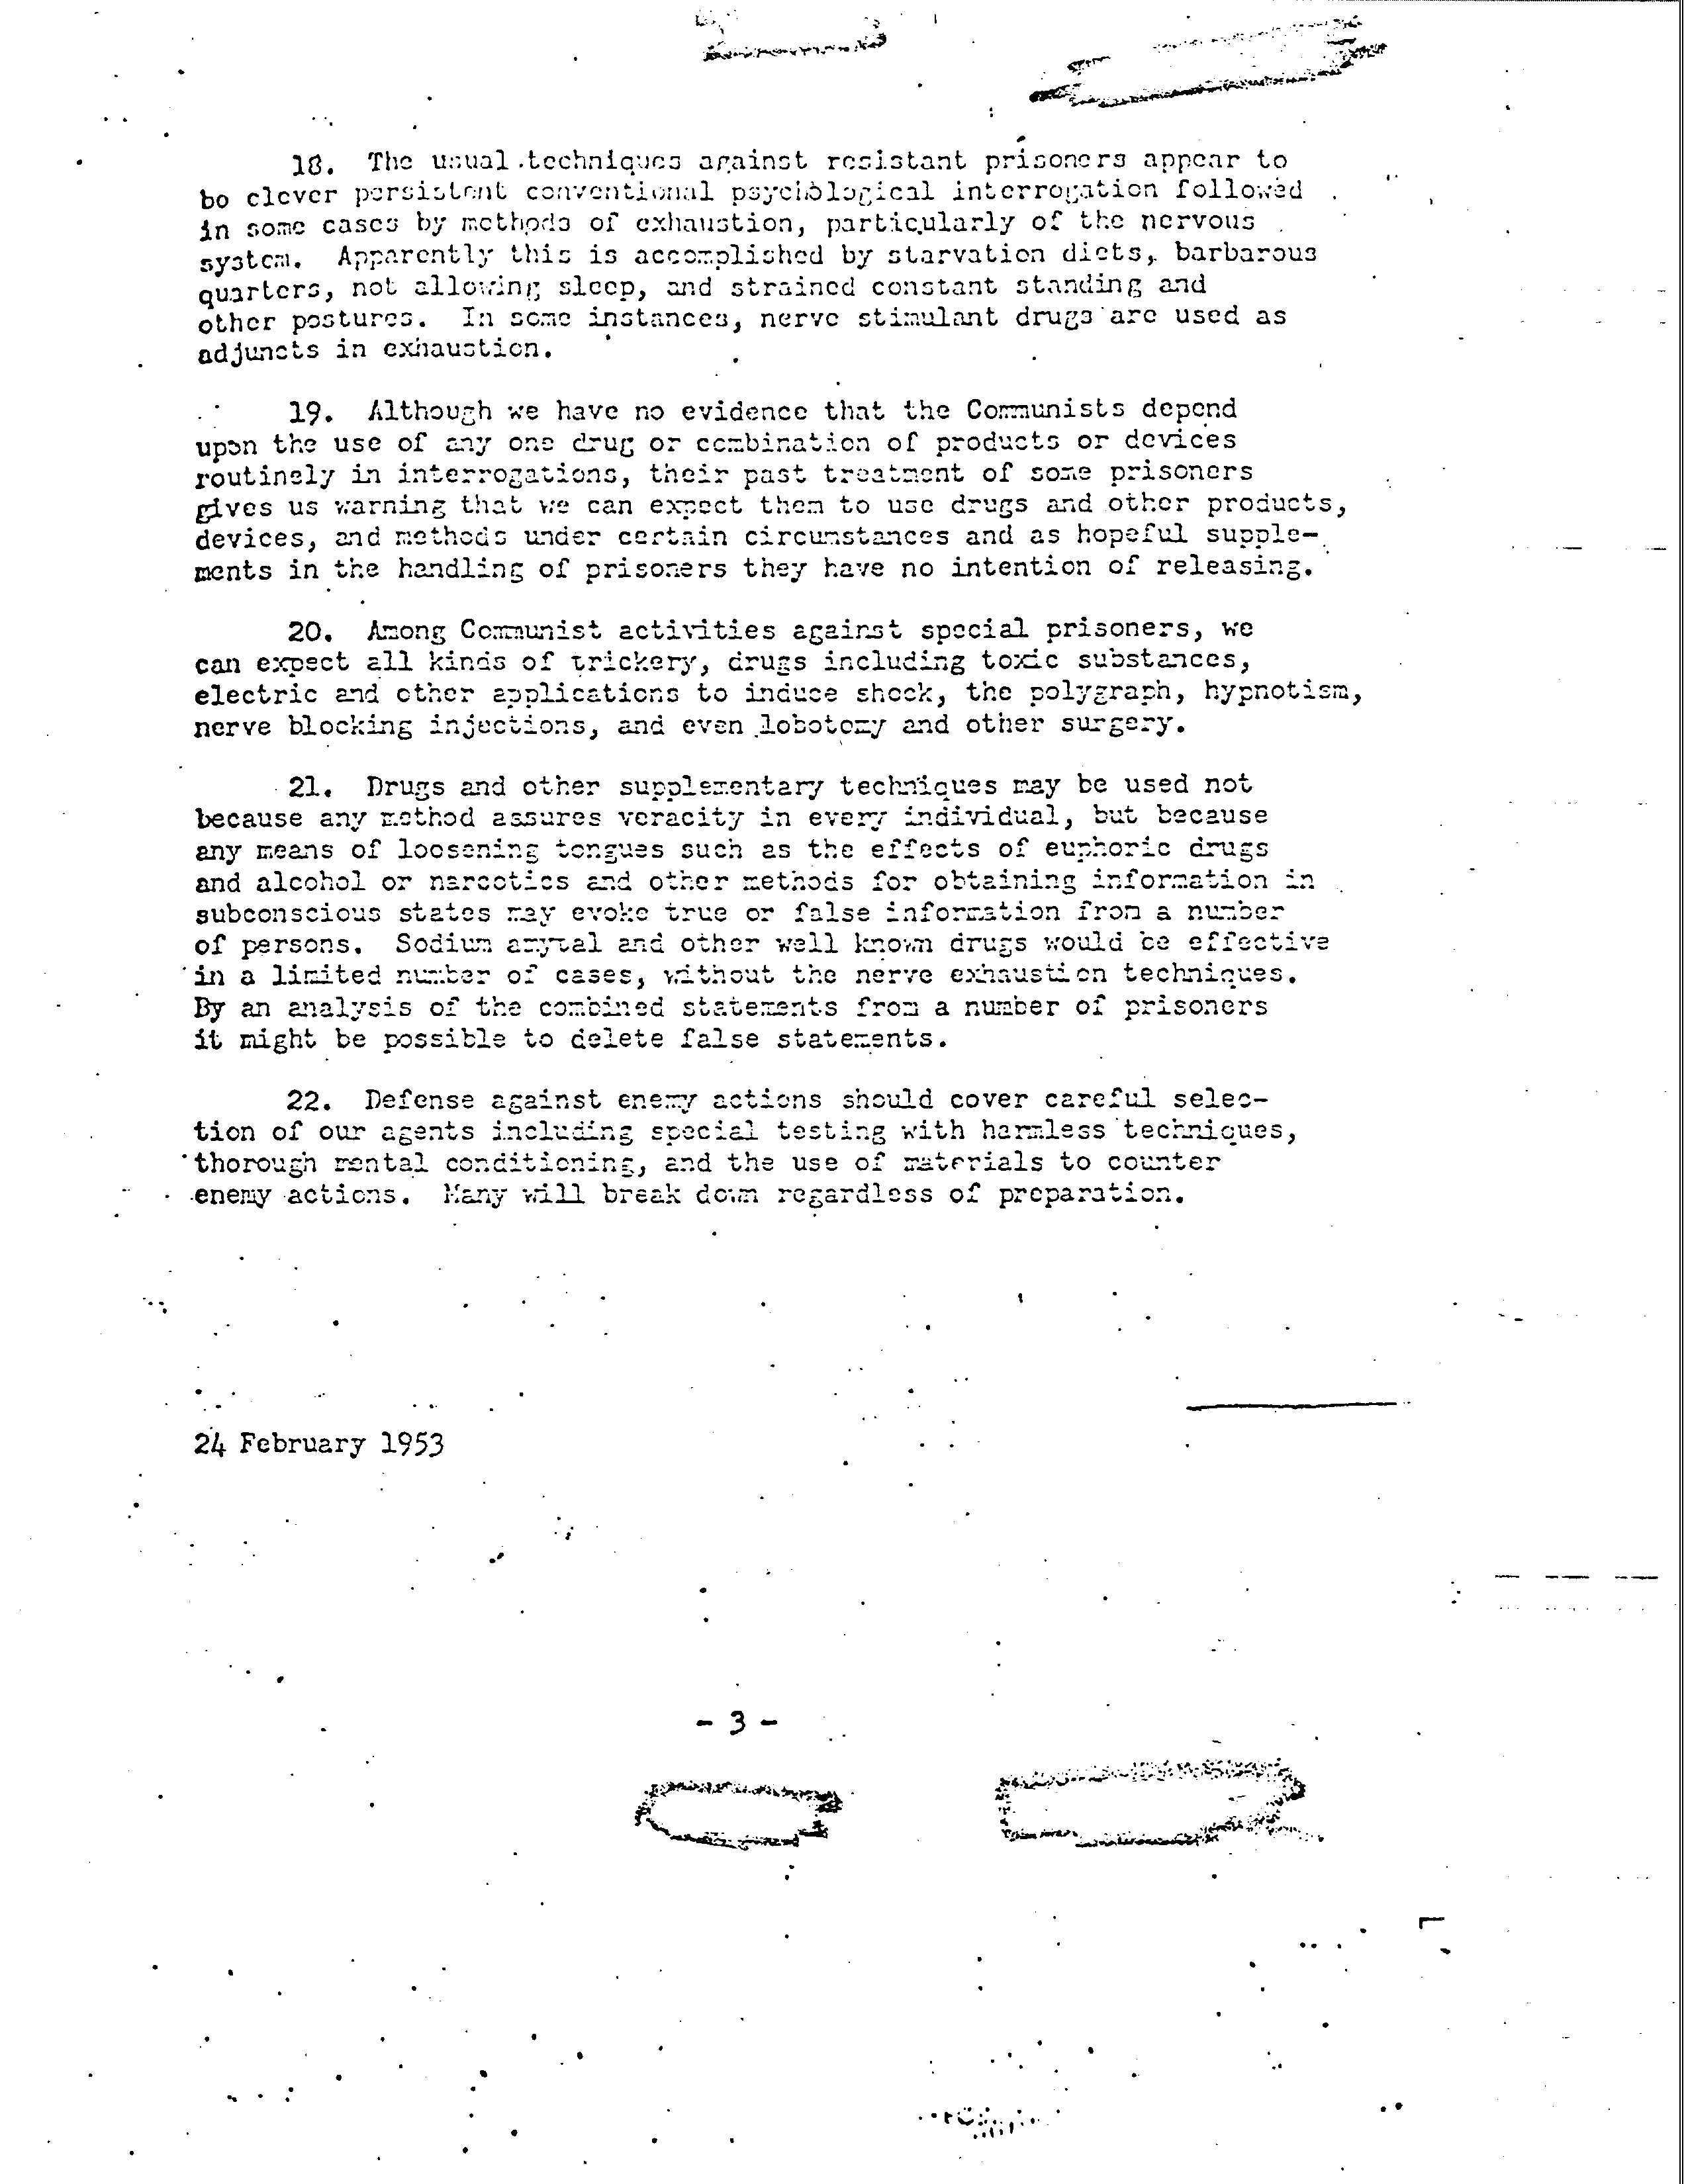 18. The usual techniques against resistant prisoners appear to
be clever persistent conventional psychological interrogation followed
in some cases by methods of exhaustion, particularly of the nervous
system. Apparently this is accomplished by starvation diets, barbarous
quarters, not allowing sleep, and strained constant standing and
other postures. In some instances, nerve stimulant drugs are used as
adjuncts in exhaustion.
19. Although we have no evidence that the Communists depend
upon the use of any one drug or combination of products or devices
routinely in interrogations, their past treatment of some prisoners
gives us warning that we can expect them to use drugs and other products,
devices, and methods under certain circumstances and as hopeful supple-
ments in the handling of prisoners they have no intention of releasing.
20. Among Communist activities against special prisoners, we
can expect all kinds of trickery, drugs including toxic substances,
electric and other applications to induce shock, the polygraph, hypnotism,
nerve blocking injections, and even lobotomy and other surgery.
21. Drugs and other supplementary techniques may be used not
because any method assures veracity in every individual, but because
any means of loosening tongues such as the effects of euphoric drugs
and alcohol or narcotics and other methods for obtaining information in
subconscious states may evoke true or false information from a number
of persons. Sodium amytal and other well known drugs would be effective
in a limited number of cases, without the nerve exhaustion techniques.
By an analysis of the combined statements from a number of prisoners
it might be possible to delete false statements.
22. Defense against enemy actions should cover careful selec-
tion of our agents including special testing with harmless techniques,
thorough mental conditioning, and the use of materials to counter
enemy actions. Many will break down regardless of preparation.
24 February 1953
- 3 -